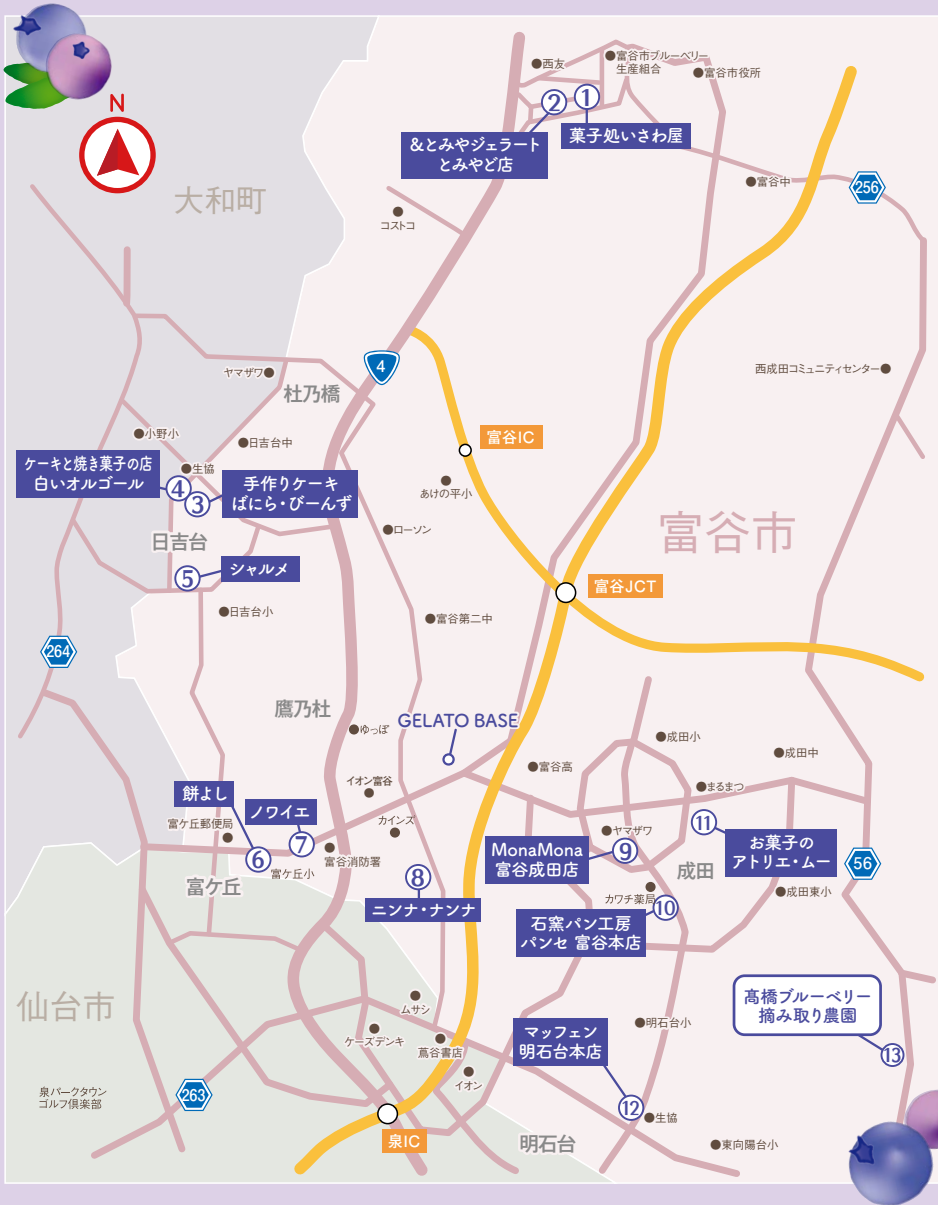 N
西友
富谷市ブルーベリー
生産組合
富谷市役所
②
①
&とみやジェラート
とみやど店
菓子処いさわ屋
大和町
富谷中
256
コストコ
4
ヤマザワ
杜乃橋
西成田コミュニティセンター
小野小
日吉台中
富谷IC
ケーキと焼き菓子の店
白いオルゴール
生協
④
③
手作りケーキ
ばにら・びーんず
あけの平小
ローソン
富谷市
日吉台
⑤
シャルメ
富谷JCT
日吉台小
富谷第二中
264
鷹乃杜
ゆっぽ
GELATO BASE
成田小
成田中
富谷高
イオン富谷
まるまつ
餅よし
ノワイエ
富ケ丘郵便局
カインズ
⑥
⑦
富ケ丘小
富谷消防署
富ケ丘
⑧
ニンナ・ナンナ
MonaMona
富谷成田店
ヤマザワ
⑨
⑪
お菓子の
アトリエ・ムー
成田
56
カワチ薬局
⑩
成田東小
石窯パン工房
パンセ 富谷本店
仙台市
ムサシ
ケーズデンキ
蔦谷書店
イオン
マッフェン
明石台本店
明石台小
髙橋ブルーベリー
摘み取り農園
⑬
泉パークタウン
ゴルフ倶楽部
263
泉IC
⑫
生協
明石台
東向陽台小